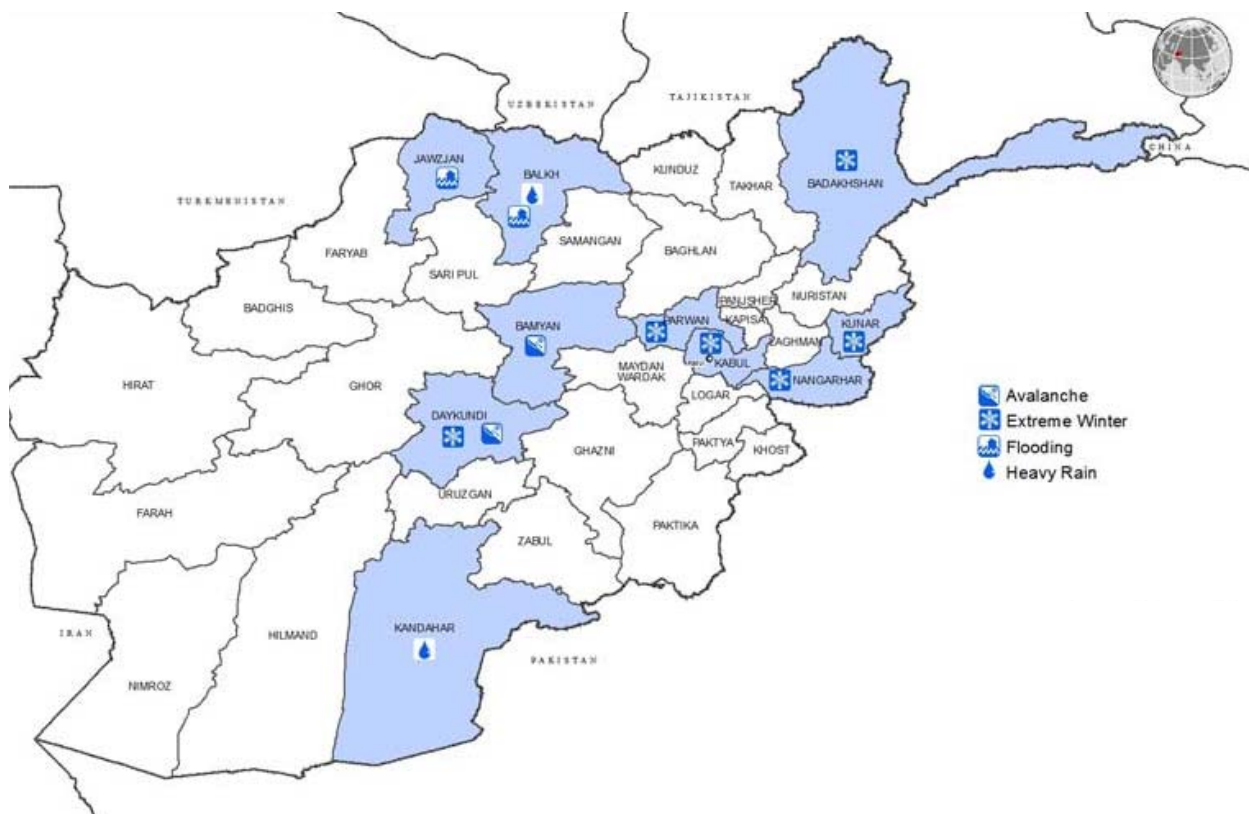 UZBEKISTAN
TAJIKISTAN
CHINA
TURKMENISTAN
JAWZJAN
BALKH
KUNDUZ
TAKHAR
BADAKHSHAN
FARYAB
SARI PUL
SAMANGAN
BAGHLAN
BADGHIS
PANJSHER
NURISTAN
BAMYAN
PARWAN
KAPISA
KUNAR
LAGHMAN
HIRAT
GHOR
MAYDAN
WARDAK
KABUL
NANGARHAR
LOGAR
DAYKUNDI
GHAZNI
PAKTYA
KHOST
URUZGAN
FARAH
ZABUL
PAKTIKA
KANDAHAR
IRAN
HILMAND
PAKISTAN
NIMROZ
Avalanche
Extreme Winter
Flooding
Heavy Rain